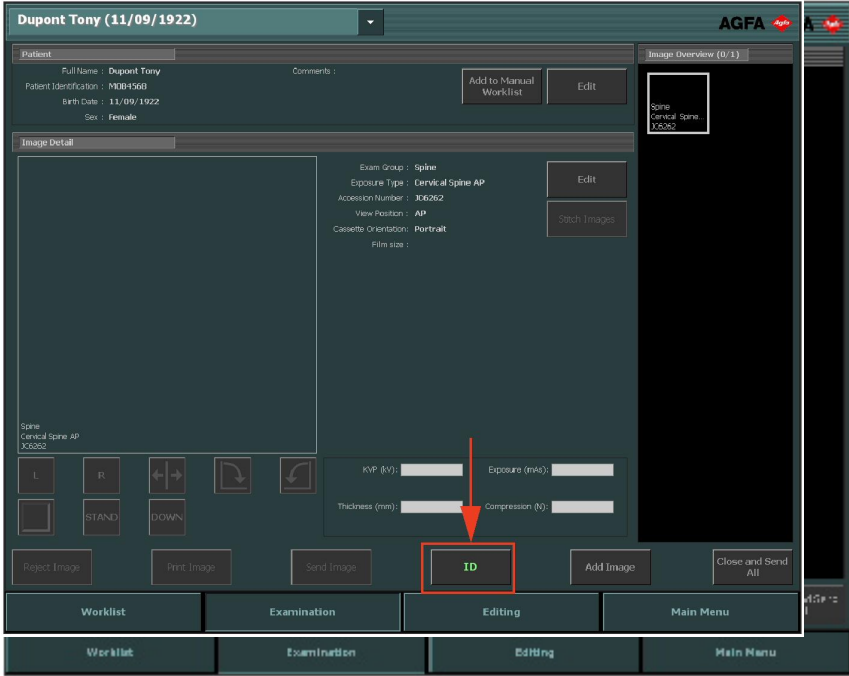 Dupont Tony (11/09/1922)
AGFA Agfa
Patient
Full Name : Dupont Tony
Patient Identification : M0B4568
Birth Date : 11/09/1922
Sex : Female
Comments :
Add to Manual
Worklist
Edit
Image Overview (0/1)
Spine
Cervical Spine...
JC6262
Image Detail
Spine
Cervical Spine AP
JC6262
Exam Group : Spine
Exposure Type : Cervical Spine AP
Accession Number : JC6262
View Position : AP
Cassette Orientation: Portrait
Film size :
Edit
Stitch Images
L
R
STAND
DOWN
KVP (kV):
Exposure (mAs):
Thickness (mm):
Compression (N):
Reject Image
Print Image
Send Image
ID
Add Image
Close and Send
All
Worklist
Examination
Editing
Main Menu
Worklist
Examination
Editing
Main Menu